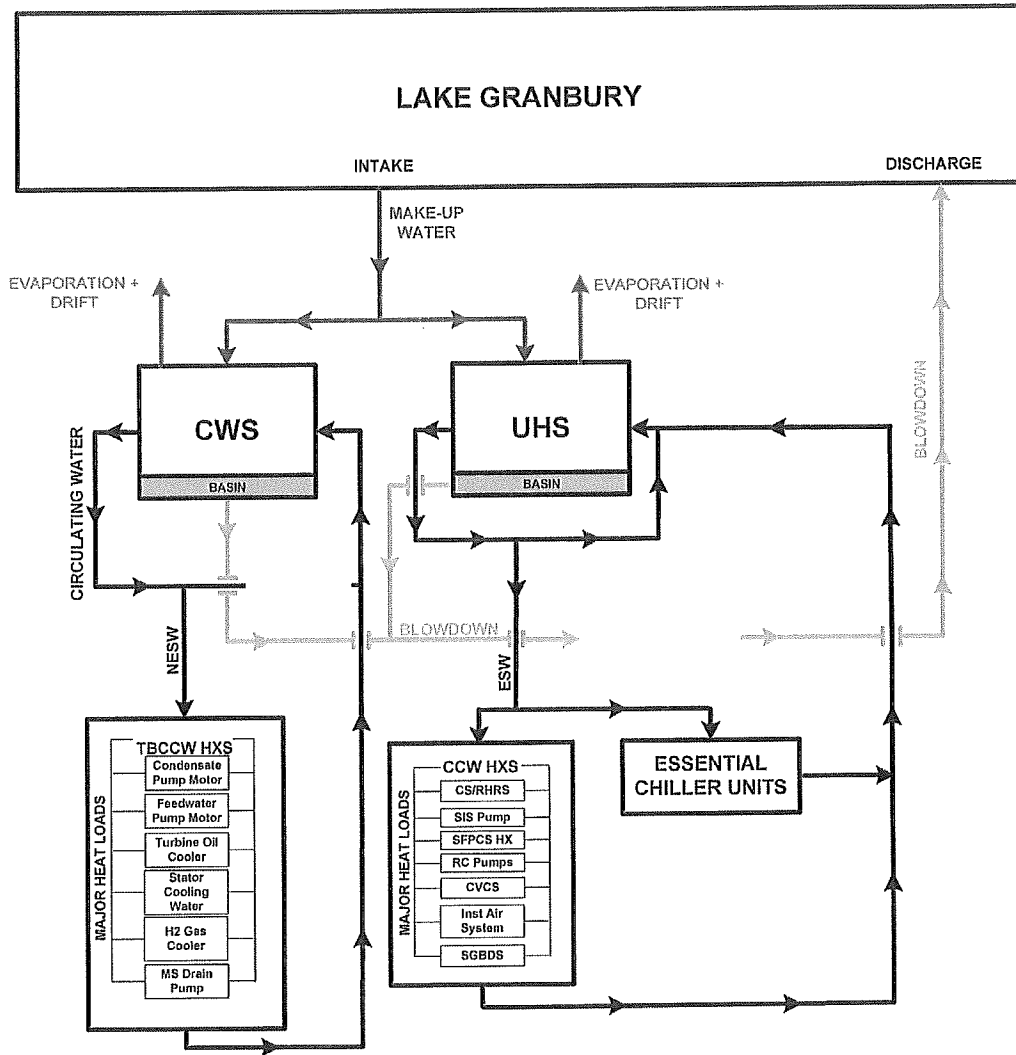 LAKE GRANBURY
INTAKE
DISCHARGE
MAKE-UP
WATER
EVAPORATION +
DRIFT
EVAPORATION +
DRIFT
CWS
BASIN
UHS
BASIN
BLOWDOWN
CIRCULATING WATER
BLOWDOWN
NESW
ESW
MAJOR HEAT LOADS
TBCCW HXS
Condensate
Pump Motor
Feedwater
Pump Motor
Turbine Oil
Cooler
Stator
Cooling
Water
H2 Gas
Cooler
MS Drain
Pump
MAJOR HEAT LOADS
CCW HXS
CS/RHRS
SIS Pump
SFPCS HX
RC Pumps
CVCS
Inst Air
System
SGBDS
ESSENTIAL
CHILLER UNITS